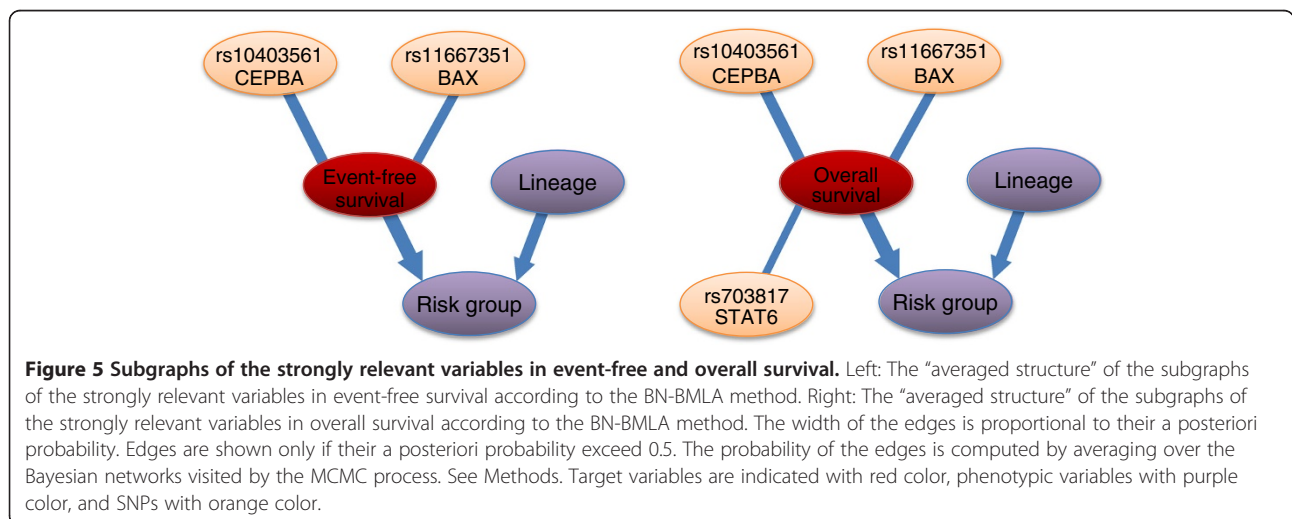 rs10403561
CEPBA
rs11667351
BAX
Event-free
survival
Lineage
Risk group
rs10403561
CEPBA
rs11667351
BAX
Overall
survival
Lineage
rs703817
STAT6
Risk group
Figure 5 Subgraphs of the strongly relevant variables in event-free and overall survival. Left: The “averaged structure” of the subgraphs
of the strongly relevant variables in event-free survival according to the BN-BMLA method. Right: The “averaged structure” of the subgraphs of
the strongly relevant variables in overall survival according to the BN-BMLA method. The width of the edges is proportional to their a posteriori
probability. Edges are shown only if their a posteriori probability exceed 0.5. The probability of the edges is computed by averaging over the
Bayesian networks visited by the MCMC process. See Methods. Target variables are indicated with red color, phenotypic variables with purple
color, and SNPs with orange color.